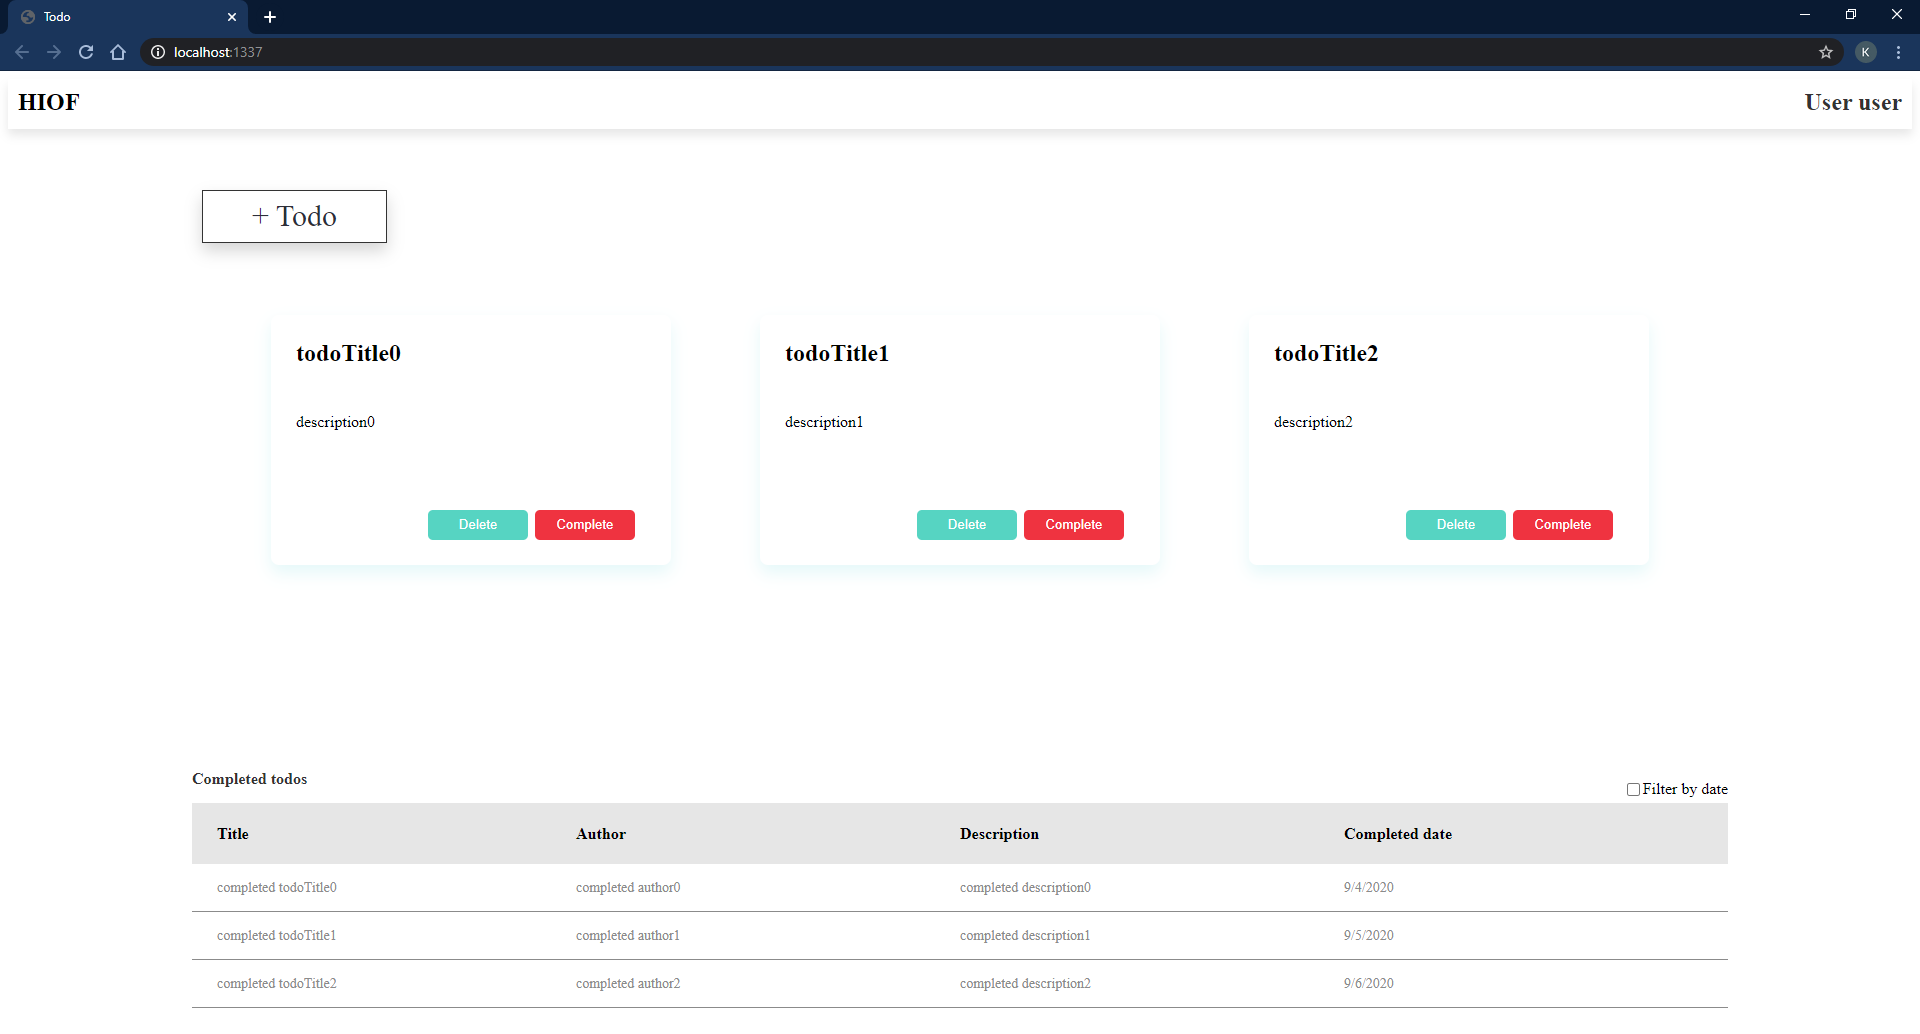 Todo
localhost:1337
K
HIOF
User user
+ Todo
todoTitle0
description0
Delete
Complete
todoTitle1
description1
Delete
Complete
todoTitle2
description2
Delete
Complete
Completed todos
Filter by date
Title Author Description Completed date
completed todoTitle0 completed author0 completed description0 9/4/2020
completed todoTitle1 completed author1 completed description1 9/5/2020
completed todoTitle2 completed author2 completed description2 9/6/2020